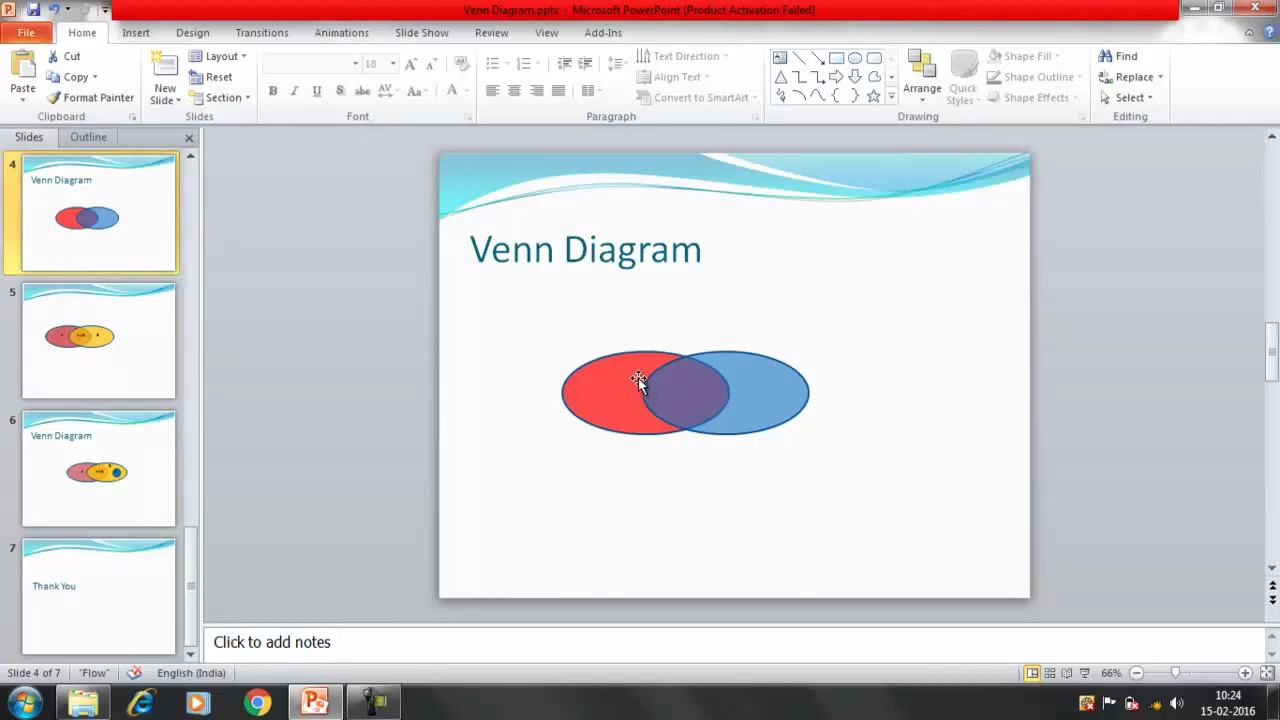 Venn Diagram.pptx - Microsoft PowerPoint (Product Activation Failed)
File Home Insert Design Transitions Animations Slide Show Review View Add-Ins
Paste Cut Copy Format Painter
Clipboard
New Slide Layout Reset Section
Slides
18 B I U S abc AV Aa A
Font
Text Direction Align Text Convert to SmartArt
Paragraph
Arrange Quick Styles Shape Fill Shape Outline Shape Effects
Drawing
Find Replace Select
Editing
Slides Outline
4
Venn Diagram
5
6
Venn Diagram
7
Thank You
Venn Diagram
Click to add notes
Slide 4 of 7 "Flow" English (India) 66%
10:24
15-02-2016